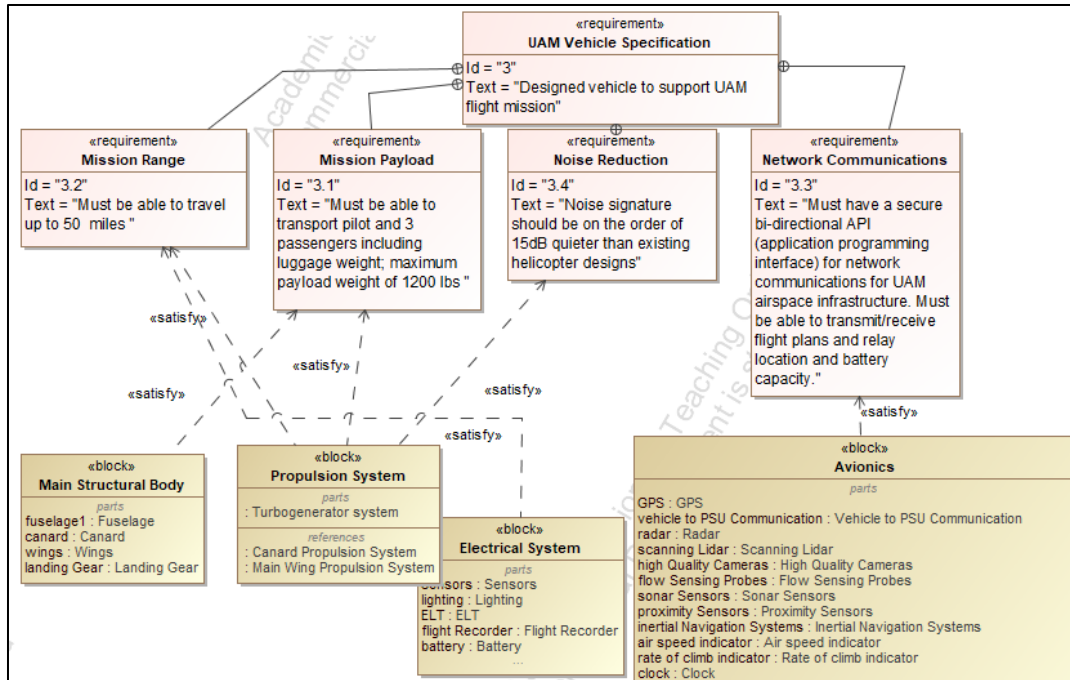 «requirement»
UAM Vehicle Specification
Id = "3"
Text = "Designed vehicle to support UAM
flight mission"
«requirement»
Mission Range
Id = "3.2"
Text = "Must be able to travel
up to 50 miles "
«requirement»
Mission Payload
Id = "3.1"
Text = "Must be able to
transport pilot and 3
passengers including
luggage weight; maximum
payload weight of 1200 lbs "
«requirement»
Noise Reduction
Id = "3.4"
Text = "Noise signature
should be on the order of
15dB quieter than existing
helicopter designs"
«requirement»
Network Communications
Id = "3.3"
Text = "Must have a secure
bi-directional API
(application programming
interface) for network
communications for UAM
airspace infrastructure. Must
be able to transmit/receive
flight plans and relay
location and battery
capacity."
«satisfy»
«satisfy»
«satisfy»
«satisfy»
«satisfy»
«satisfy»
«block»
Main Structural Body
parts
fuselage1 : Fuselage
canard : Canard
wings : Wings
landing Gear : Landing Gear
«block»
Propulsion System
parts
: Turbogenerator system
references
: Canard Propulsion System
: Main Wing Propulsion System
«block»
Electrical System
parts
sensors : Sensors
lighting : Lighting
ELT : ELT
flight Recorder : Flight Recorder
battery : Battery
...
«block»
Avionics
parts
GPS : GPS
vehicle to PSU Communication : Vehicle to PSU Communication
radar : Radar
scanning Lidar : Scanning Lidar
high Quality Cameras : High Quality Cameras
flow Sensing Probes : Flow Sensing Probes
sonar Sensors : Sonar Sensors
proximity Sensors : Proximity Sensors
inertial Navigation Systems : Inertial Navigation Systems
air speed indicator : Air speed indicator
rate of climb indicator : Rate of climb indicator
clock : Clock
Academic
Teaching